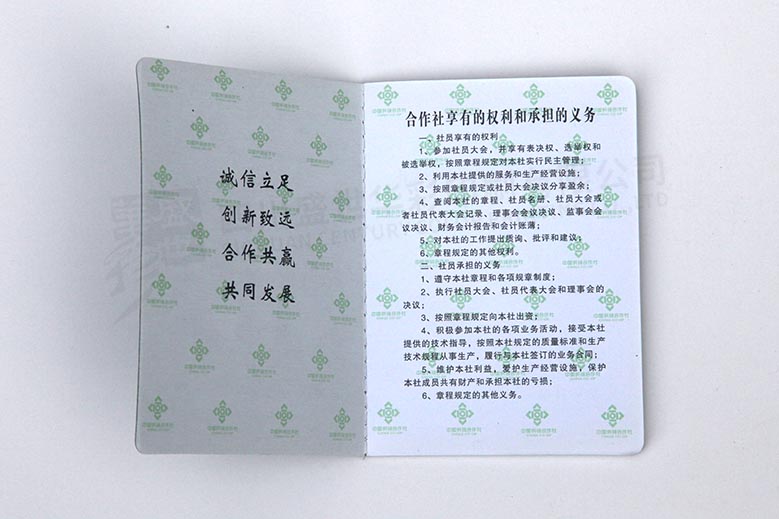 诚信立足
创新致远
合作共赢
共同发展
合作社享有的权利和承担的义务
一、社员享有的权利
1、参加社员大会，并享有表决权、选举权和
被选举权，按照章程规定对本社实行民主管理；
2、利用本社提供的服务和生产经营设施；
3、按照章程规定或社员大会决议分享盈余；
4、查阅本社的章程、社员名册、社员大会或
者社员代表大会记录、理事会会议决议、监事会会
议决议、财务会计报告和会计账薄；
5、对本社的工作提出质询、批评和建议；
6、章程规定的其他权利。
二、社员承担的义务
1、遵守本社章程和各项规章制度；
2、执行社员大会、社员代表大会和理事会的
决议；
3、按照章程规定向本社出资；
4、积极参加本社的各项业务活动，接受本社
提供的技术指导，按照本社规定的质量标准和生产
技术规程从事生产，履行与本社签订的业务合同；
5、维护本社利益，爱护生产经营设施，保护
本社成员共有财产和承担本社的亏损；
6、章程规定的其他义务。